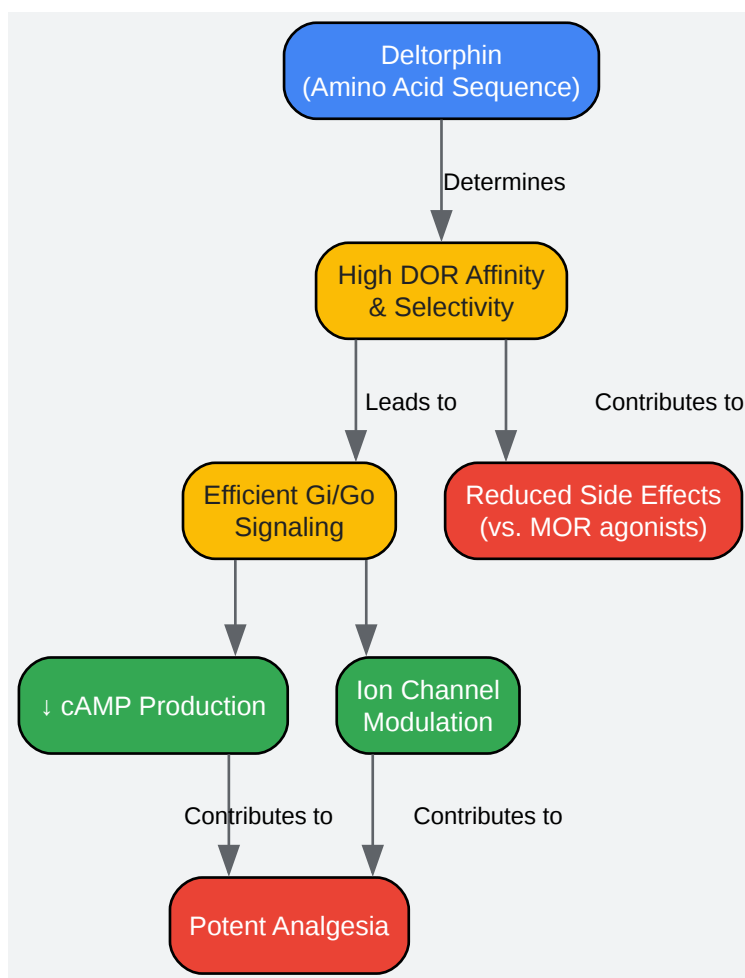 Deltorphin
(Amino Acid Sequence)
Determines
High DOR Affinity
& Selectivity
Leads to
Contributes to
Efficient Gi/Go
Signaling
Reduced Side Effects
(vs. MOR agonists)
↓ cAMP Production
Ion Channel
Modulation
Contributes to
Contributes to
Potent Analgesia